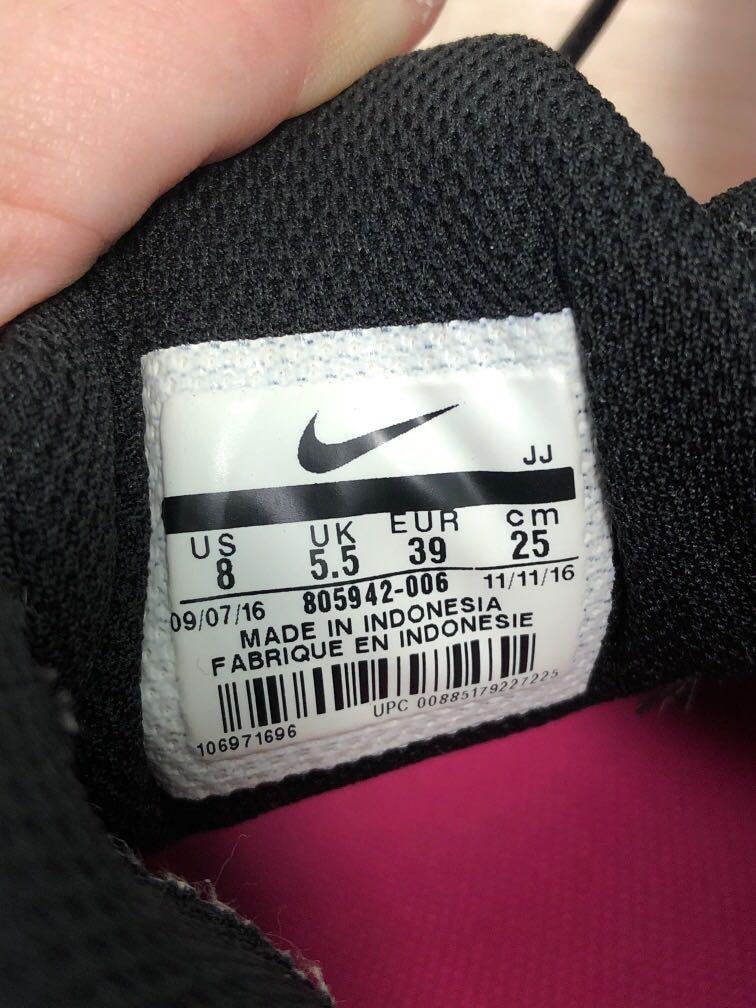 JJ
US UK EUR cm
8 5.5 39 25
09/07/16 805942-006 11/11/16
MADE IN INDONESIA
FABRIQUE EN INDONESIE
UPC 00885179227225
106971696